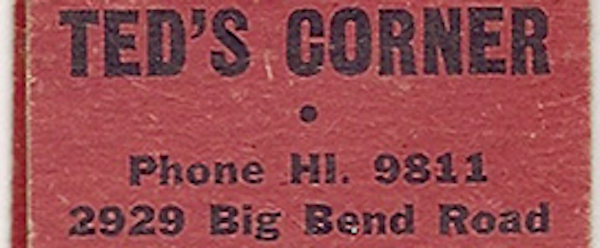 TED'S CORNER
•
Phone HI. 9811
2929 Big Bend Road